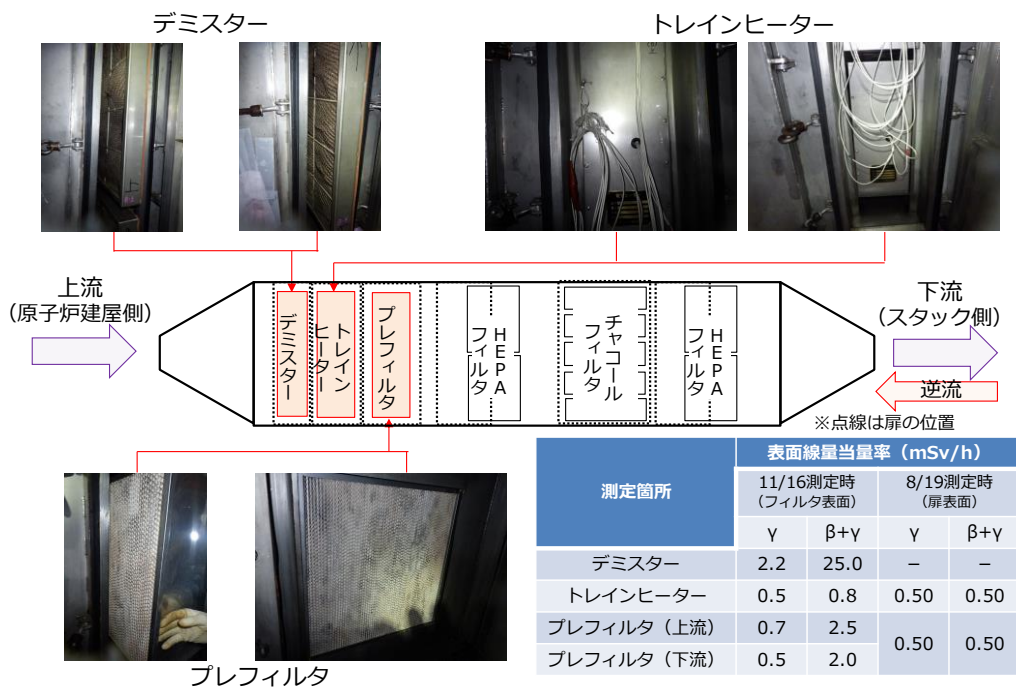 デミスター
トレインヒーター
上流
（原子炉建屋側）
デミスター
トレイン
ヒーター
プレフィルタ
HEPA
フィルタ
チャコール
フィルタ
HEPA
フィルタ
下流
（スタック側）
逆流
※点線は扉の位置
プレフィルタ
測定箇所 表面線量当量率（mSv/h）
11/16測定時 8/19測定時
（フィルタ表面） （扉表面）
γ β+γ γ β+γ
デミスター 2.2 25.0 － －
トレインヒーター 0.5 0.8 0.50 0.50
プレフィルタ（上流） 0.7 2.5 0.50 0.50
プレフィルタ（下流） 0.5 2.0